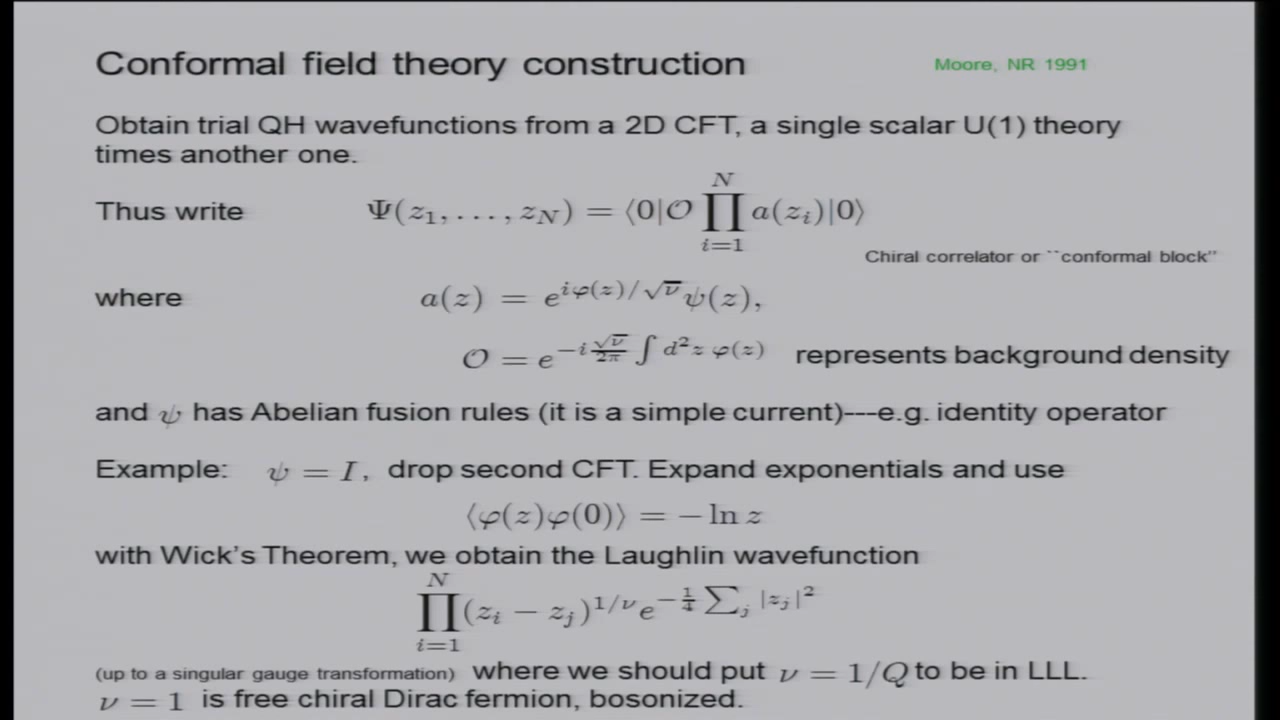 Conformal field theory construction
Moore, NR 1991
Obtain trial QH wavefunctions from a 2D CFT, a single scalar U(1) theory
times another one.
Thus write Ψ(z₁, . . . , z_N) = ⟨0|𝒪 ∏_{i=1}^{N} a(z_i)|0⟩
Chiral correlator or ``conformal block''
where a(z) = e^{iφ(z)/√ν}ψ(z),
𝒪 = e^{−i \frac{√ν}{2π} ∫ d²z φ(z)} represents background density
and ψ has Abelian fusion rules (it is a simple current)---e.g. identity operator
Example: ψ = I, drop second CFT. Expand exponentials and use
⟨φ(z)φ(0)⟩ = − ln z
with Wick's Theorem, we obtain the Laughlin wavefunction
∏_{i=1}^{N} (z_i − z_j)^{1/ν} e^{−\frac{1}{4} ∑_j |z_j|²}
(up to a singular gauge transformation) where we should put ν = 1/Q to be in LLL.
ν = 1 is free chiral Dirac fermion, bosonized.